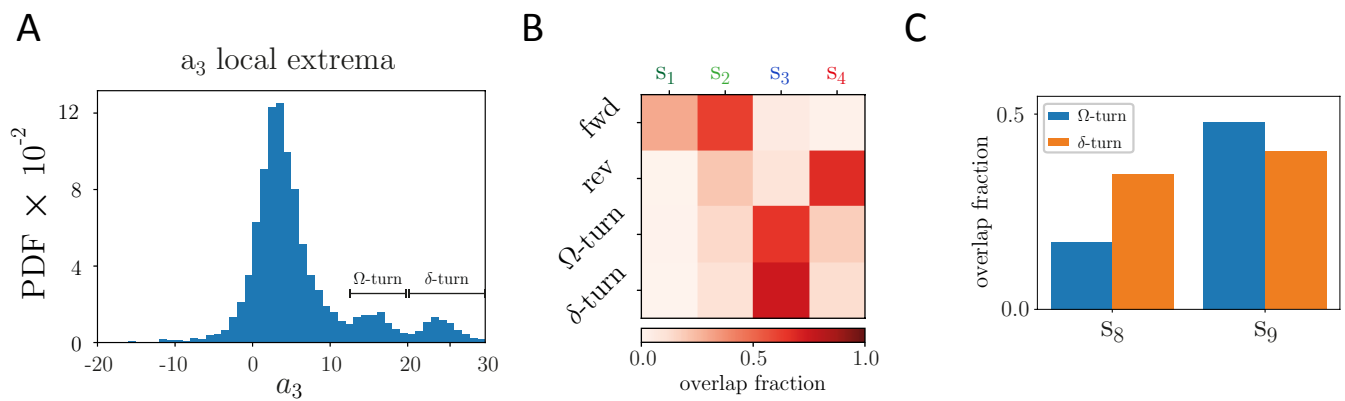 A
a₃ local extrema
PDF × 10⁻²
12
8
4
0
-20
-10
0
10
20
30
a₃
Ω-turn
δ-turn
B
s₁
s₂
s₃
s₄
fwd
rev
Ω-turn
δ-turn
0.0
0.5
1.0
overlap fraction
C
overlap fraction
0.5
0.0
Ω-turn
δ-turn
s₈
s₉